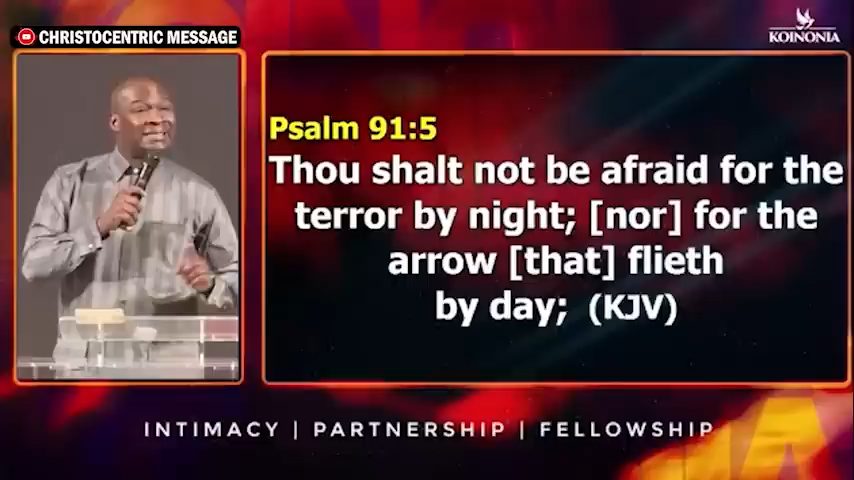 CHRISTOCENTRIC MESSAGE
KOINONIA
Psalm 91:5
Thou shalt not be afraid for the
terror by night; [nor] for the
arrow [that] flieth
by day; (KJV)
INTIMACY | PARTNERSHIP | FELLOWSHIP